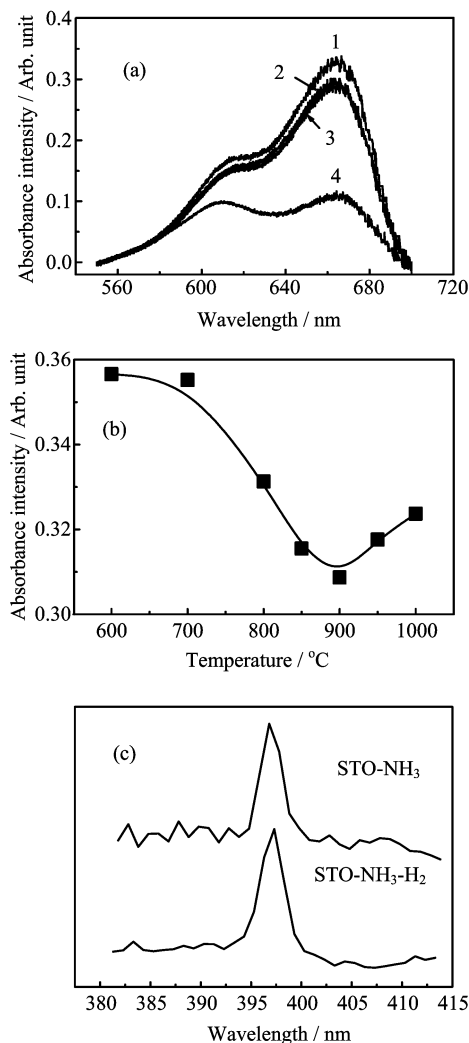 0.4
(a)
1
2
0.3
3
0.2
4
0.1
0.0
560 600 640 680 720
Absorbance intensity / Arb. unit
Wavelength / nm
0.36
(b)
0.34
0.32
0.30
600 700 800 900 1000
Absorbance intensity / Arb. unit
Temperature / °C
(c)
STO-NH3
STO-NH3-H2
380 385 390 395 400 405 410 415
Wavelength / nm